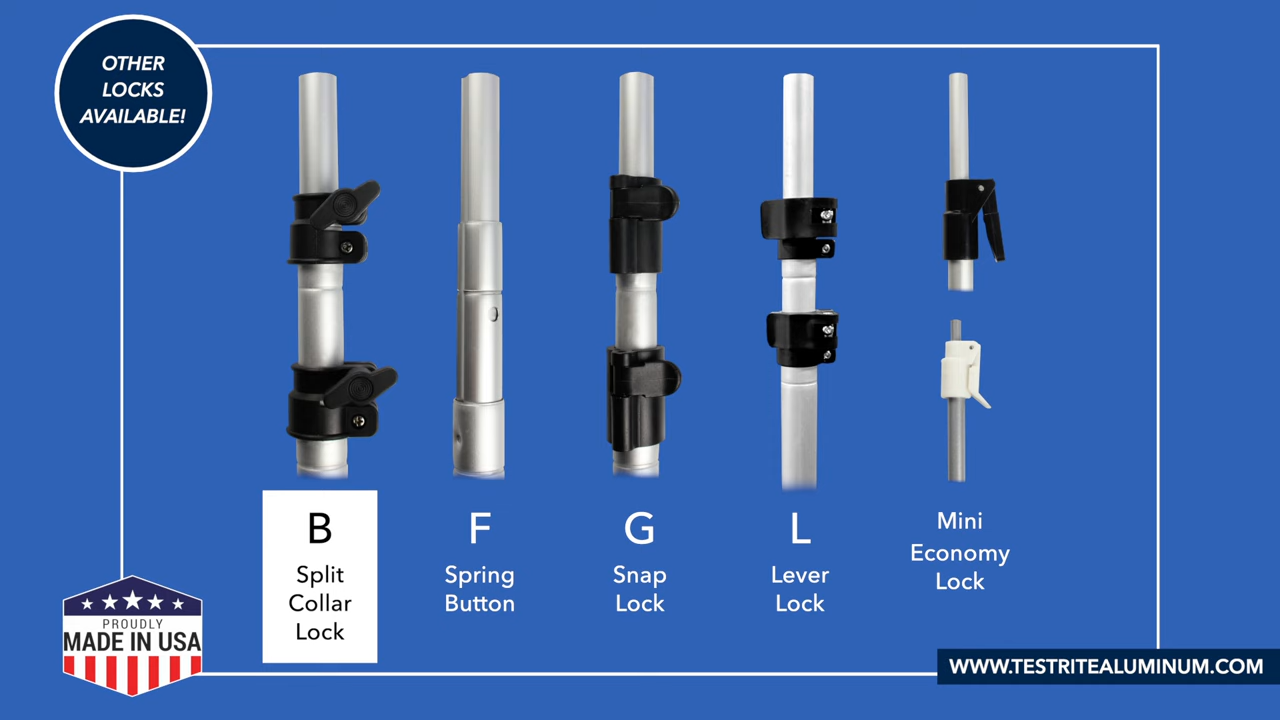 OTHER
LOCKS
AVAILABLE!
B
Split
Collar
Lock
F
Spring
Button
G
Snap
Lock
L
Lever
Lock
Mini
Economy
Lock
PROUDLY
MADE IN USA
WWW.TESTRITEALUMINUM.COM